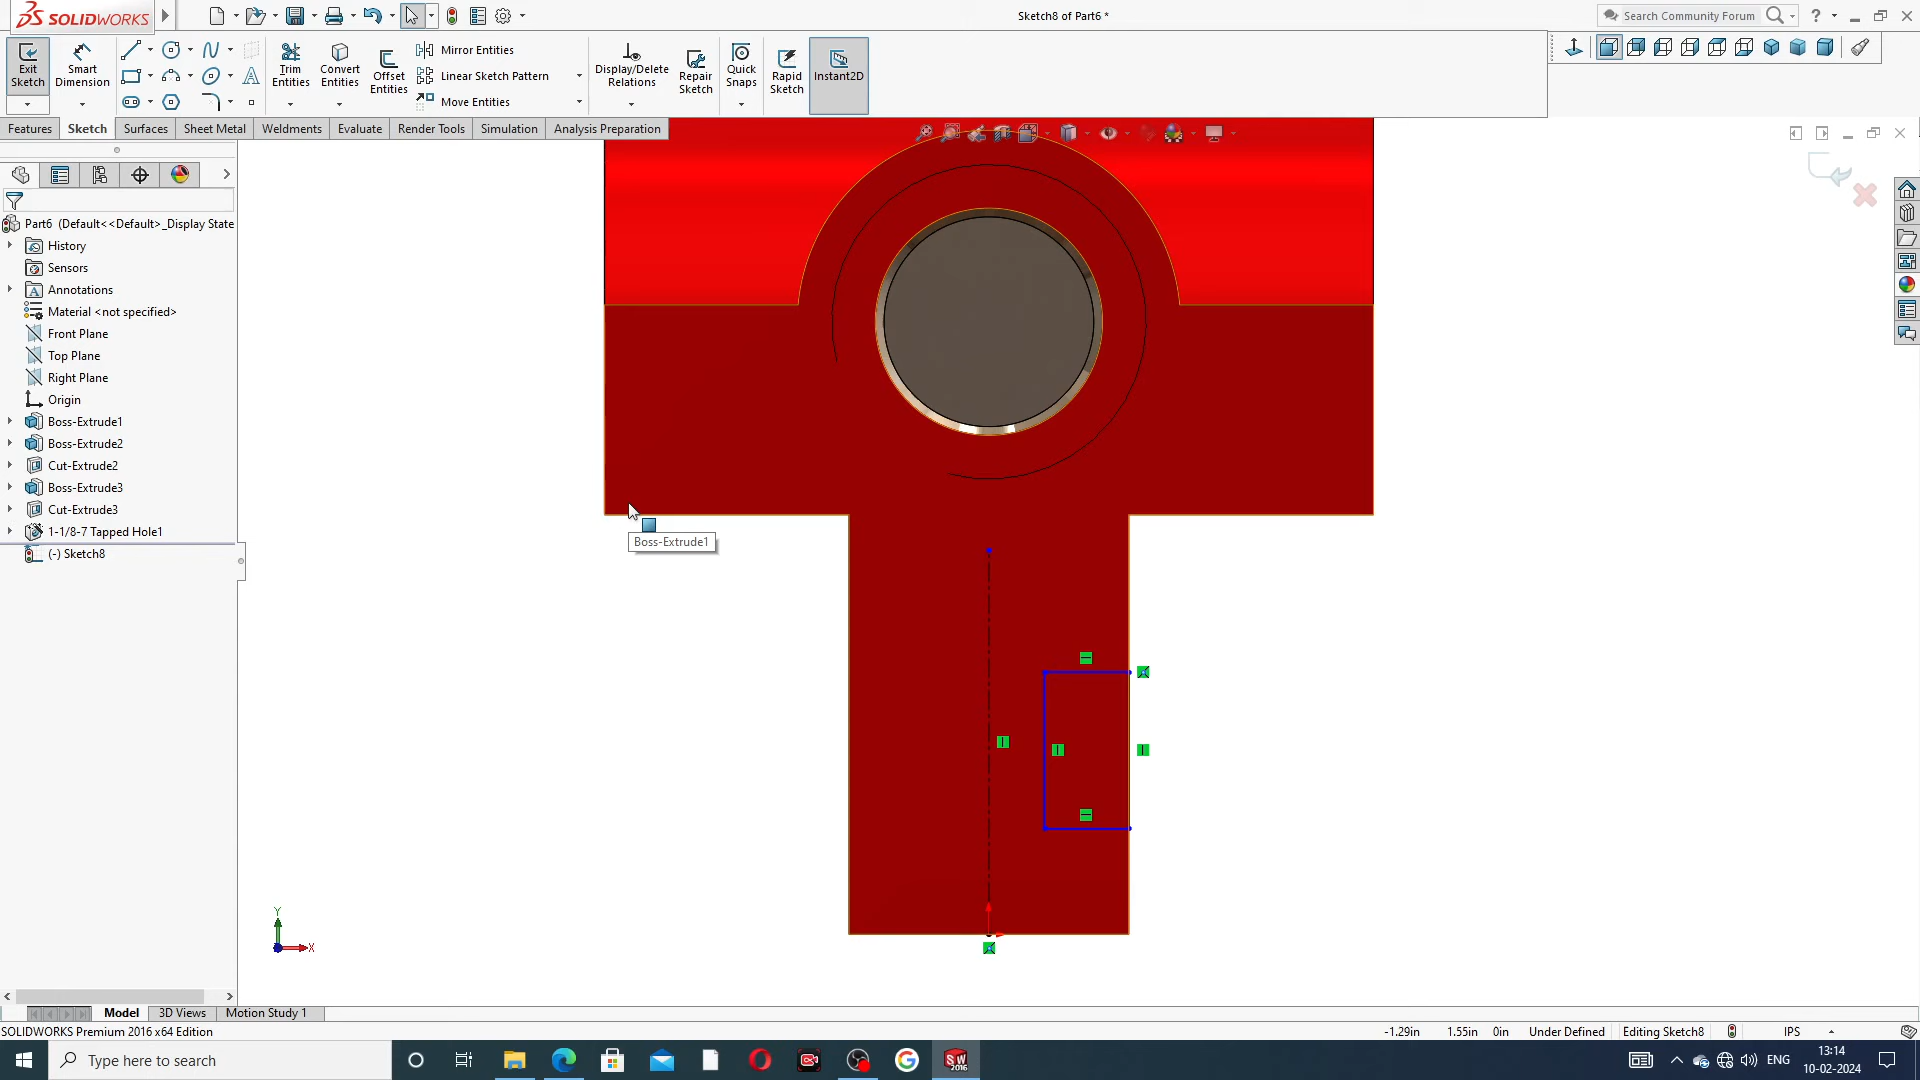 SOLIDWORKS
Sketch8 of Part6 *
Search Community Forum
?
Exit Sketch
Smart Dimension
Trim Entities
Convert Entities
Offset Entities
Mirror Entities
Linear Sketch Pattern
Move Entities
Display/Delete Relations
Repair Sketch
Quick Snaps
Rapid Sketch
Instant2D
Features
Sketch
Surfaces
Sheet Metal
Weldments
Evaluate
Render Tools
Simulation
Analysis Preparation
Part6 (Default<<Default>_Display State
History
Sensors
Annotations
Material <not specified>
Front Plane
Top Plane
Right Plane
Origin
Boss-Extrude1
Boss-Extrude2
Cut-Extrude2
Boss-Extrude3
Cut-Extrude3
1-1/8-7 Tapped Hole1
(-) Sketch8
Boss-Extrude1
Y
X
Model
3D Views
Motion Study 1
SOLIDWORKS Premium 2016 x64 Edition
-1.29in
1.55in
0in
Under Defined
Editing Sketch8
IPS
Type here to search
SW
2016
ENG
13:14
10-02-2024